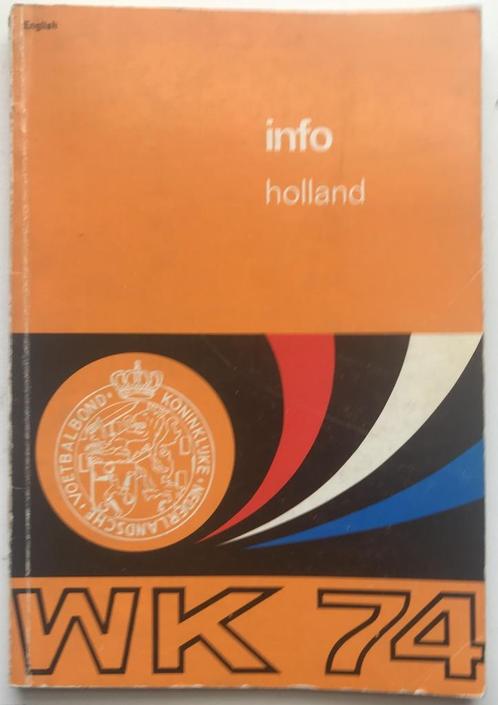 English
info
holland
KONINKLIJKE · NEDERLANDSCHE · VOETBALBOND ·
WK 74